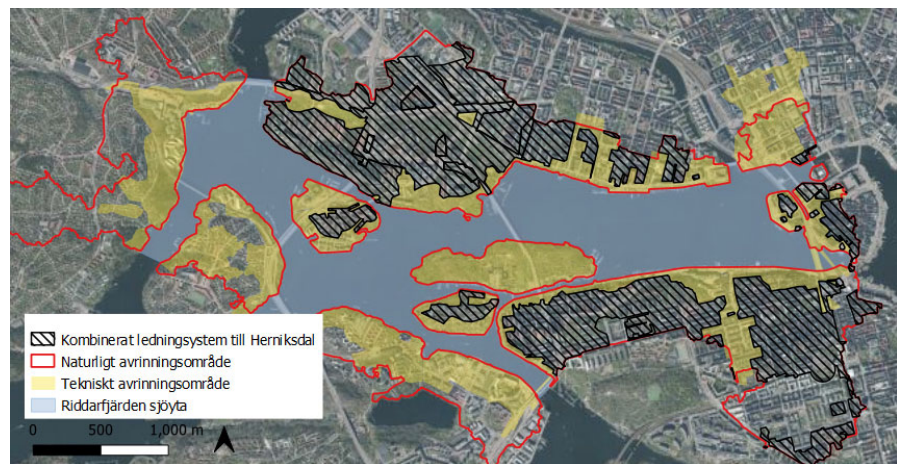 Kombinerat ledningsystem till Herniksdal
Naturligt avrinningsområde
Tekniskt avrinningsområde
Riddarfjärden sjöyta
0 500 1,000 m